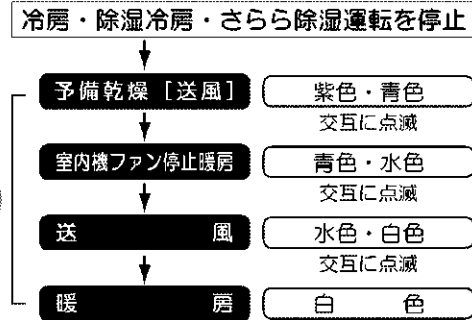 冷房・除湿冷房・さらら除湿運転を停止
予備乾燥［送風］ 紫色・青色
交互に点滅
室内機ファン停止暖房 青色・水色
交互に点滅
送風 水色・白色
交互に点滅
暖房 白色